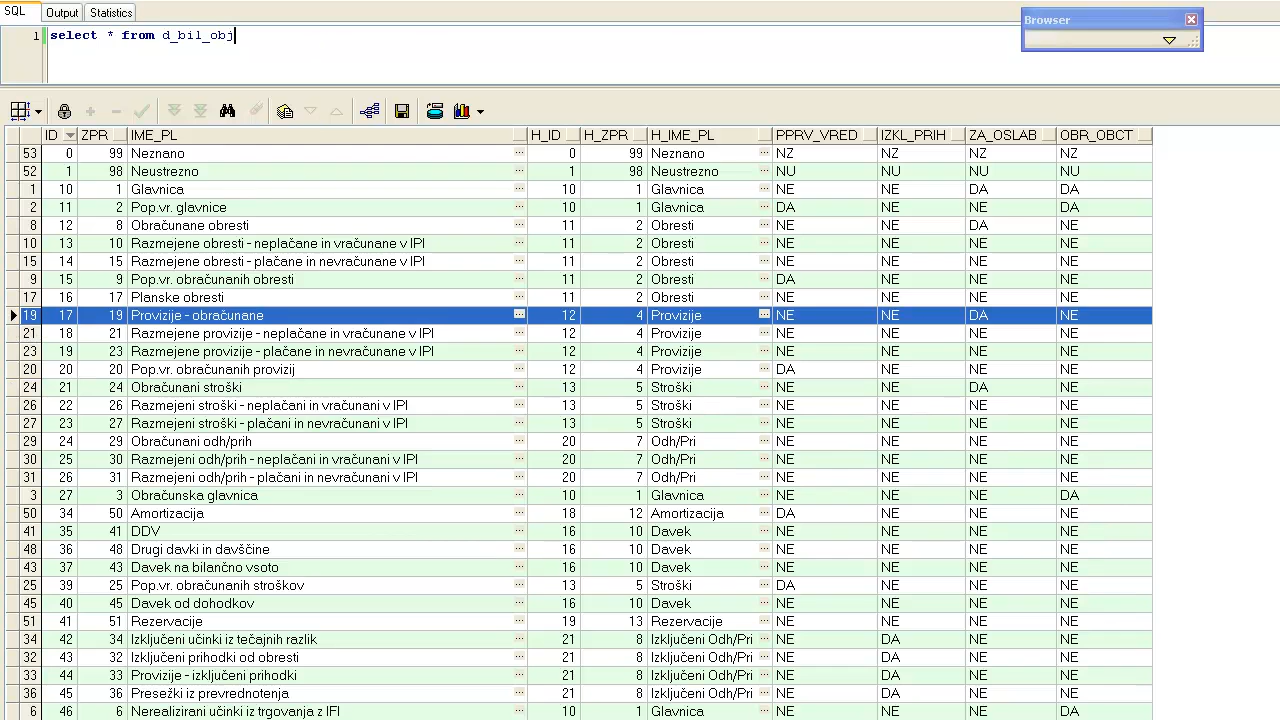 SQL Output Statistics
Browser
1 select * from d_bil_obj
ID ZPR IME_PL H_ID H_ZPR H_IME_PL PPRV_VRED IZKL_PRIH ZA_OSLAB OBR_OBCT
53 0 99 Neznano 0 99 Neznano NZ NZ NZ NZ
52 1 98 Neustrezno 1 98 Neustrezno NU NU NU NU
1 10 1 Glavnica 10 1 Glavnica NE NE DA DA
2 11 2 Pop.vr. glavnice 10 1 Glavnica DA NE NE DA
8 12 8 Obračunane obresti 11 2 Obresti NE NE DA NE
10 13 10 Razmejene obresti - neplačane in vračunane v IPI 11 2 Obresti NE NE NE NE
15 14 15 Razmejene obresti - plačane in nevračunane v IPI 11 2 Obresti NE NE NE NE
9 15 9 Pop.vr. obračunanih obresti 11 2 Obresti DA NE NE NE
17 16 17 Planske obresti 11 2 Obresti NE NE NE NE
19 17 19 Provizije - obračunane 12 4 Provizije NE NE DA NE
21 18 21 Razmejene provizije - neplačane in vračunane v IPI 12 4 Provizije NE NE NE NE
23 19 23 Razmejene provizije - plačane in nevračunane v IPI 12 4 Provizije NE NE NE NE
20 20 20 Pop.vr. obračunanih provizij 12 4 Provizije DA NE NE NE
24 21 24 Obračunani stroški 13 5 Stroški NE NE DA NE
26 22 26 Razmejeni stroški - neplačani in vračunani v IPI 13 5 Stroški NE NE NE NE
27 23 27 Razmejeni stroški - plačani in nevračunani v IPI 13 5 Stroški NE NE NE NE
29 24 29 Obračunani odh/prih 20 7 Odh/Pri NE NE NE NE
30 25 30 Razmejeni odh/prih - neplačani in vračunani v IPI 20 7 Odh/Pri NE NE NE NE
31 26 31 Razmejeni odh/prih - plačani in nevračunani v IPI 20 7 Odh/Pri NE NE NE NE
3 27 3 Obračunska glavnica 10 1 Glavnica NE NE NE DA
50 34 50 Amortizacija 18 12 Amortizacija DA NE NE NE
41 35 41 DDV 16 10 Davek NE NE NE NE
48 36 48 Drugi davki in davščine 16 10 Davek NE NE NE NE
43 37 43 Davek na bilančno vsoto 16 10 Davek NE NE NE NE
25 39 25 Pop.vr. obračunanih stroškov 13 5 Stroški DA NE NE NE
45 40 45 Davek od dohodkov 16 10 Davek NE NE NE NE
51 41 51 Rezervacije 19 13 Rezervacije NE NE NE NE
34 42 34 Izključeni učinki iz tečajnih razlik 21 8 Izključeni Odh/Pri NE DA NE NE
32 43 32 Izključeni prihodki od obresti 21 8 Izključeni Odh/Pri NE DA NE NE
33 44 33 Provizije - izključeni prihodki 21 8 Izključeni Odh/Pri NE DA NE NE
36 45 36 Presežki iz prevrednotenja 21 8 Izključeni Odh/Pri NE DA NE NE
6 46 6 Nerealizirani učinki iz trgovanja z IFI 10 1 Glavnica NE NE NE DA